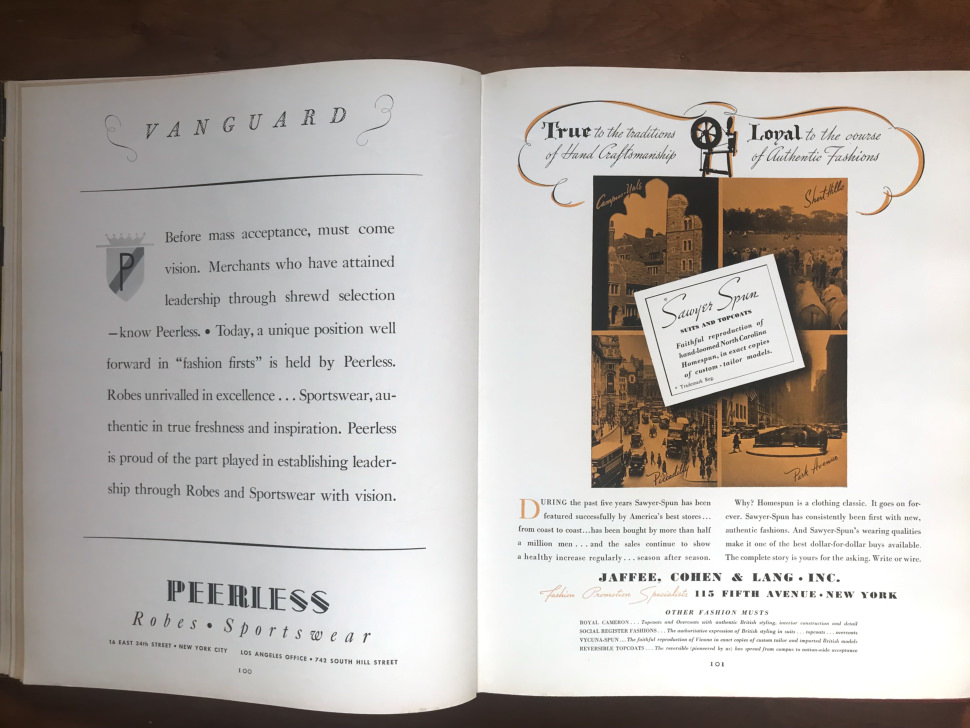 VANGUARD
P
Before mass acceptance, must come
vision. Merchants who have attained
leadership through shrewd selection
—know Peerless. • Today, a unique position well
forward in "fashion firsts" is held by Peerless.
Robes unrivalled in excellence . . . Sportswear, au-
thentic in true freshness and inspiration. Peerless
is proud of the part played in establishing leader-
ship through Robes and Sportswear with vision.
PEERLESS
Robes • Sportswear
16 EAST 34th STREET • NEW YORK CITY LOS ANGELES OFFICE • 742 SOUTH HILL STREET
100
True to the traditions
of Hand Craftsmanship
Loyal to the course
of Authentic Fashions
Campus-Yale
Short Hills
*Sawyer Spun
SUITS AND TOPCOATS
Faithful reproduction of
hand-loomed North Carolina
Homespun, in exact copies
of custom-tailor models.
* Trademark Reg.
Piccadilly
Park Avenue
DURING the past five years Sawyer-Spun has been
featured successfully by America's best stores . . .
from coast to coast . . . has been bought by more than half
a million men . . . and the sales continue to show
a healthy increase regularly . . . season after season.
Why? Homespun is a clothing classic. It goes on for-
ever. Sawyer-Spun has consistently been first with new,
authentic fashions. And Sawyer-Spun's wearing qualities
make it one of the best dollar-for-dollar buys available.
The complete story is yours for the asking. Write or wire.
JAFFEE, COHEN & LANG • INC.
Fashion Promotion Specialists 115 FIFTH AVENUE • NEW YORK
OTHER FASHION MUSTS
ROYAL CAMERON . . . Topcoats and Overcoats with authentic British styling, interior construction and detail
SOCIAL REGISTER FASHIONS . . . The authoritative expression of British styling in suits . . . topcoats . . . overcoats
VYCUNA-SPUN . . . The faithful reproduction of Vicuna in exact copies of custom tailor and imported British models
REVERSIBLE TOPCOATS . . . The reversible (pioneered by us) has spread from campus to nation-wide acceptance
101